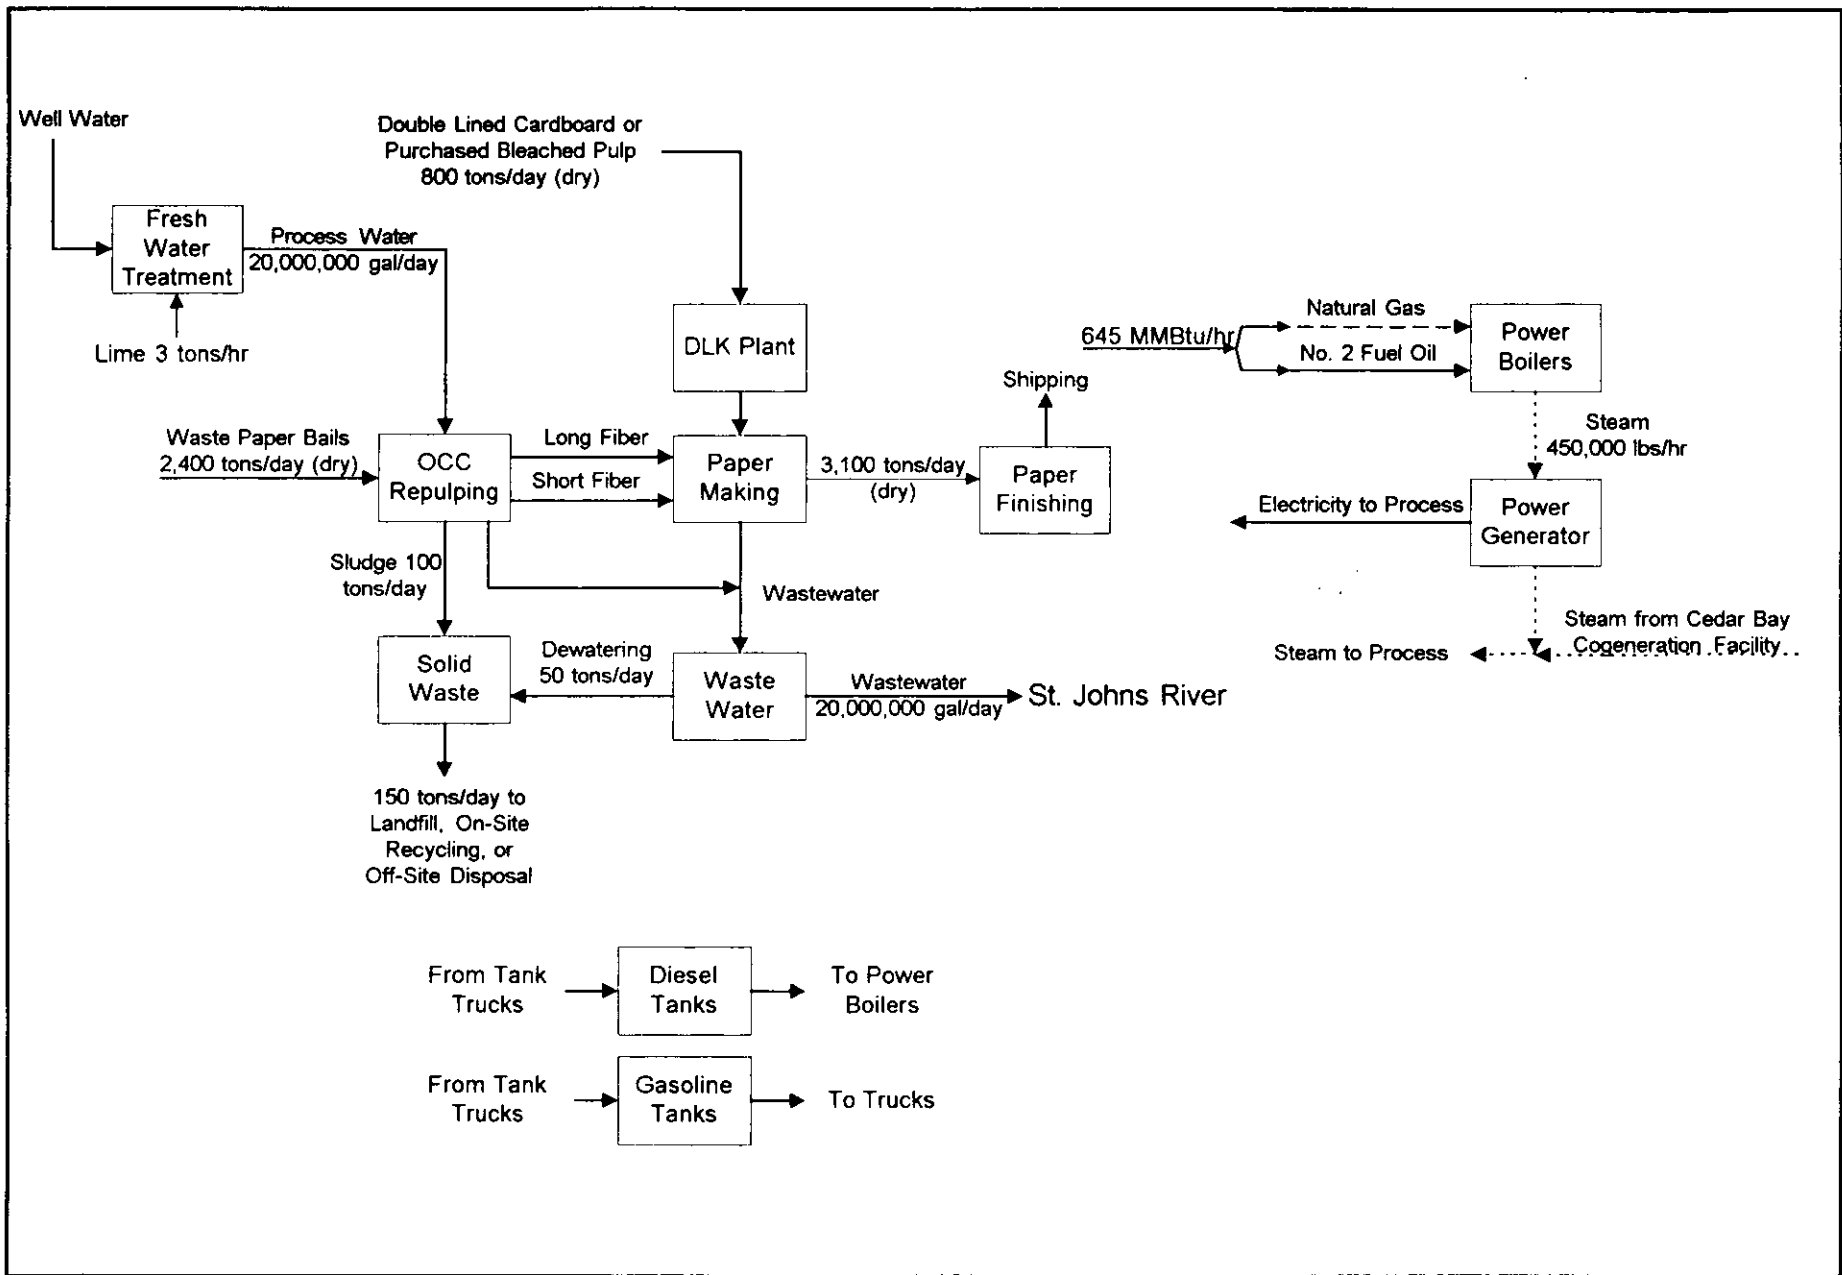 Well Water
Double Lined Cardboard or
Purchased Bleached Pulp
800 tons/day (dry)
Fresh
Water
Treatment
Process Water
20,000,000 gal/day
Lime 3 tons/hr
DLK Plant
645 MMBtu/hr
Natural Gas
No. 2 Fuel Oil
Power
Boilers
Shipping
Waste Paper Bails
2,400 tons/day (dry)
OCC
Repulping
Long Fiber
Short Fiber
Paper
Making
3,100 tons/day
(dry)
Paper
Finishing
Steam
450,000 lbs/hr
Electricity to Process
Power
Generator
Sludge 100
tons/day
Wastewater
Steam from Cedar Bay
Cogeneration Facility
Steam to Process
Solid
Waste
Dewatering
50 tons/day
Waste
Water
Wastewater
20,000,000 gal/day
St. Johns River
150 tons/day to
Landfill, On-Site
Recycling, or
Off-Site Disposal
From Tank
Trucks
Diesel
Tanks
To Power
Boilers
From Tank
Trucks
Gasoline
Tanks
To Trucks